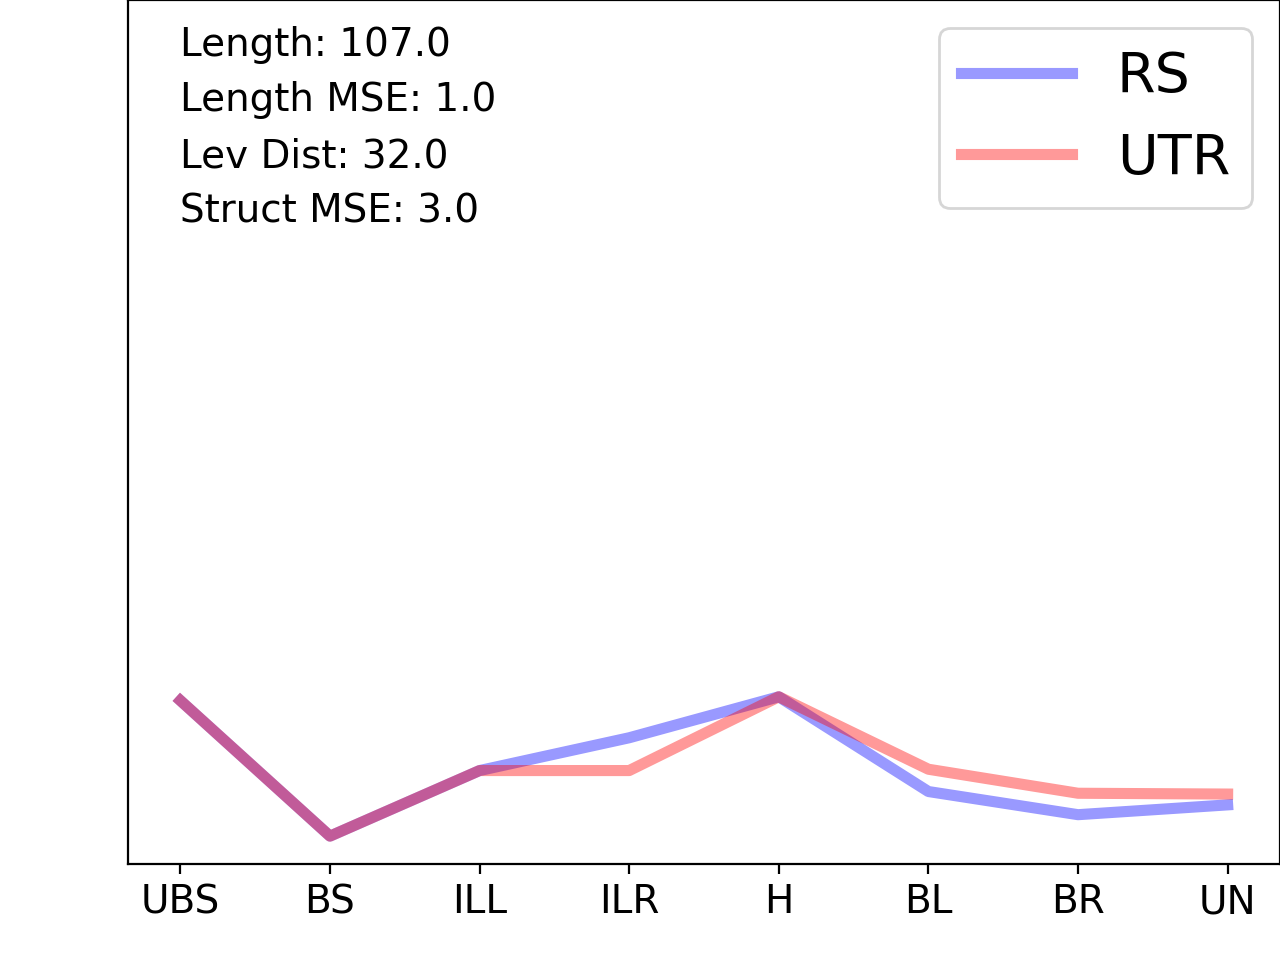 Length: 107.0
Length MSE: 1.0
Lev Dist: 32.0
Struct MSE: 3.0
RS
UTR
UBS BS ILL ILR H BL BR UN